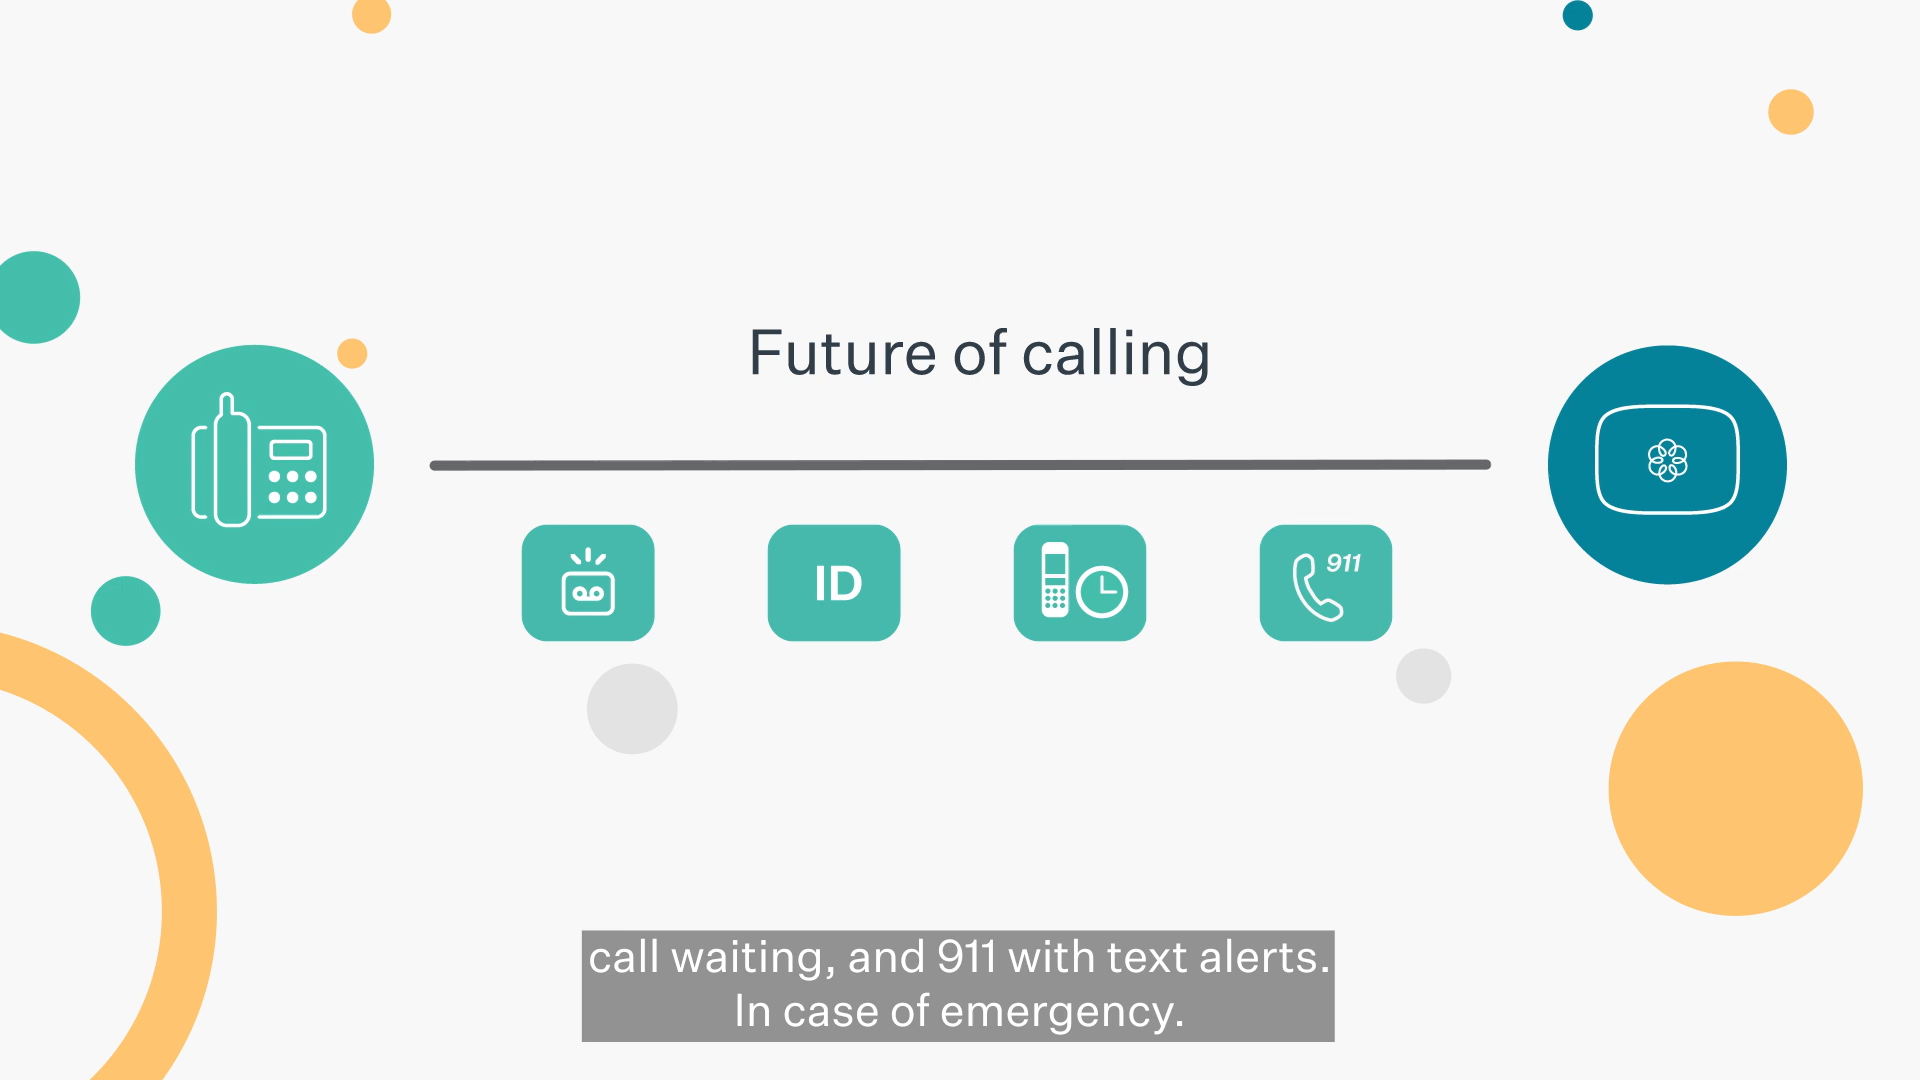 Future of calling
ID
911
call waiting, and 911 with text alerts.
In case of emergency.